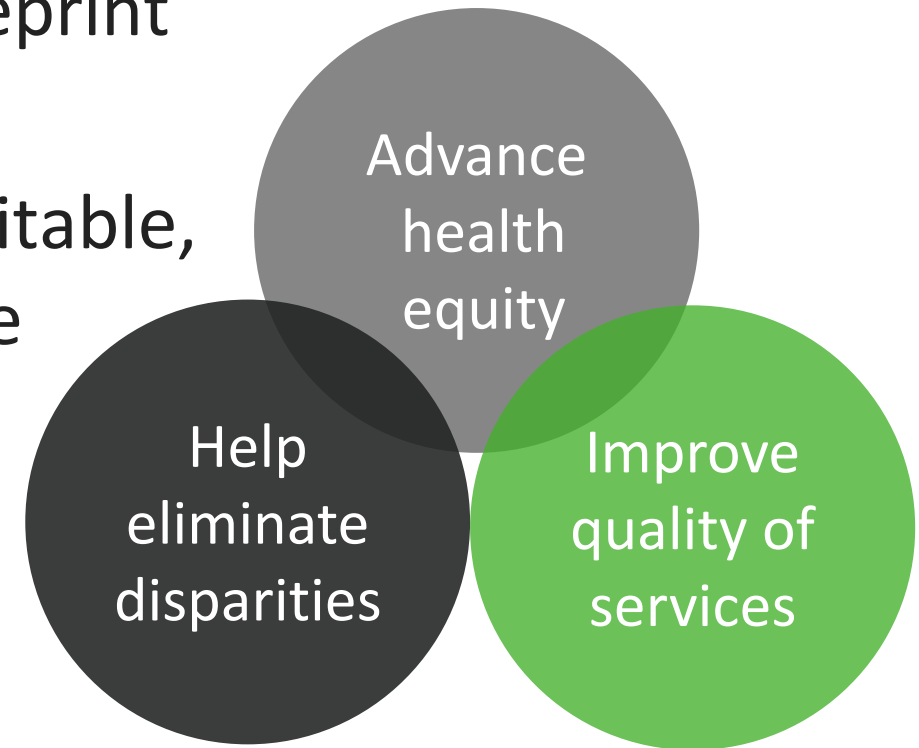 eprint
itable,
e
Advance
health
equity
Help
eliminate
disparities
Improve
quality of
services